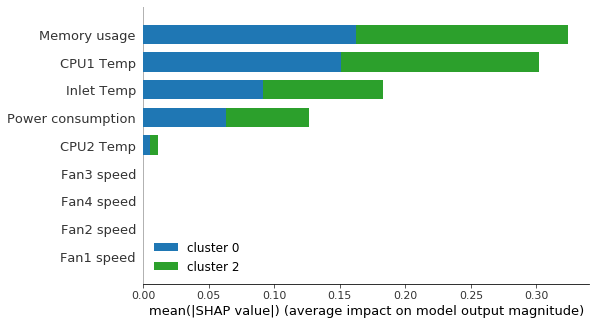 Memory usage
CPU1 Temp
Inlet Temp
Power consumption
CPU2 Temp
Fan3 speed
Fan4 speed
Fan2 speed
Fan1 speed
cluster 0
cluster 2
0.00 0.05 0.10 0.15 0.20 0.25 0.30
mean(|SHAP value|) (average impact on model output magnitude)